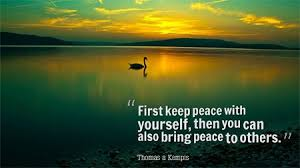 “ First keep peace with
yourself, then you can
also bring peace to others. ”
Thomas a Kempis